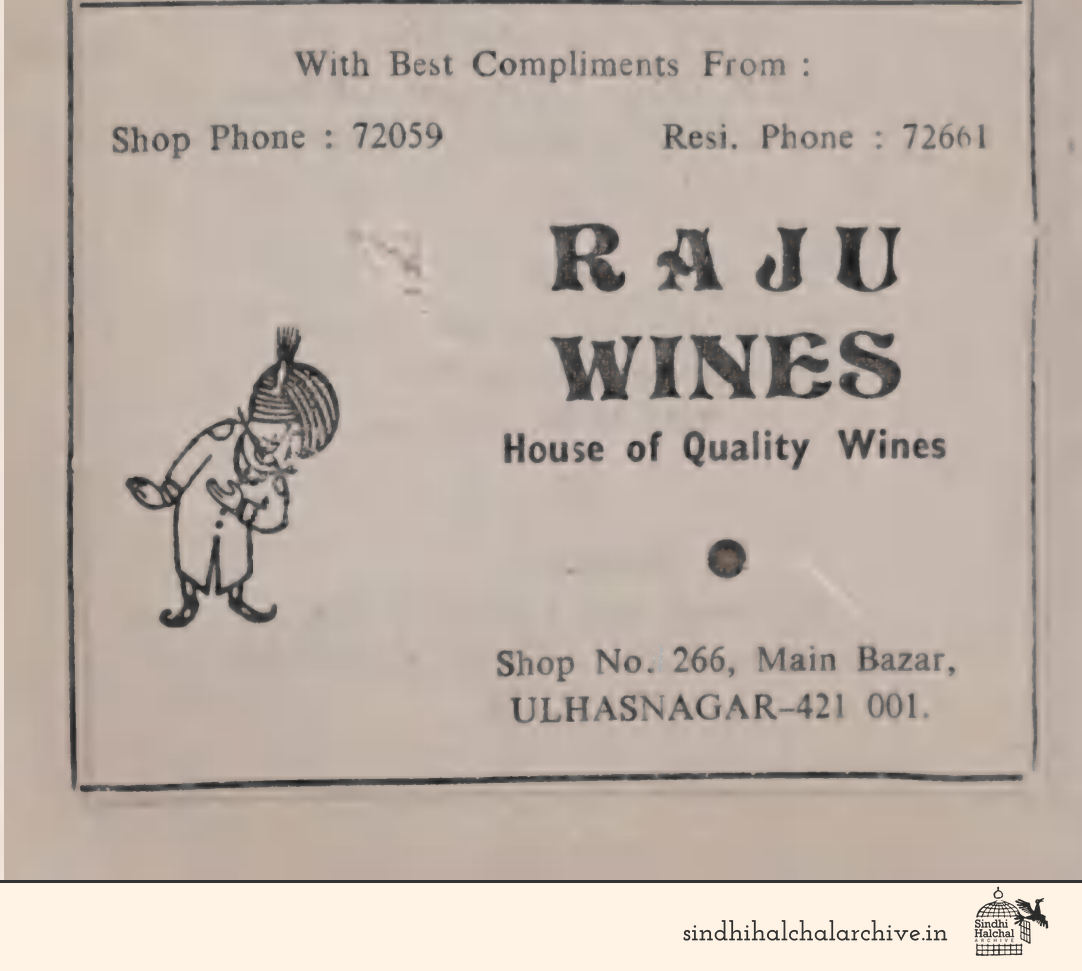 With Best Compliments From :
Shop Phone : 72059
Resi. Phone : 72661
RAJU
WINES
House of Quality Wines
Shop No. 266, Main Bazar,
ULHASNAGAR-421 001.
sindhihalchalarchive.in
Sindhi
Halchal
ARCHIVE